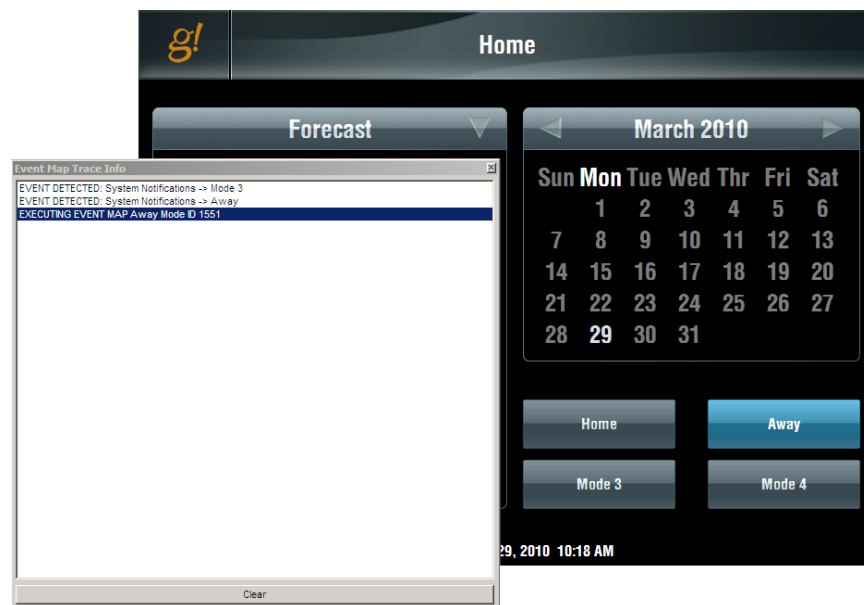 g!
Home
Forecast
March 2010
Event Map Trace Info
EVENT DETECTED: System Notifications -> Mode 3
EVENT DETECTED: System Notifications -> Away
EXECUTING EVENT MAP Away Mode ID 1551
Sun Mon Tue Wed Thr Fri Sat
1 2 3 4 5 6
7 8 9 10 11 12 13
14 15 16 17 18 19 20
21 22 23 24 25 26 27
28 29 30 31
Home Away
Mode 3 Mode 4
29, 2010 10:18 AM
Clear